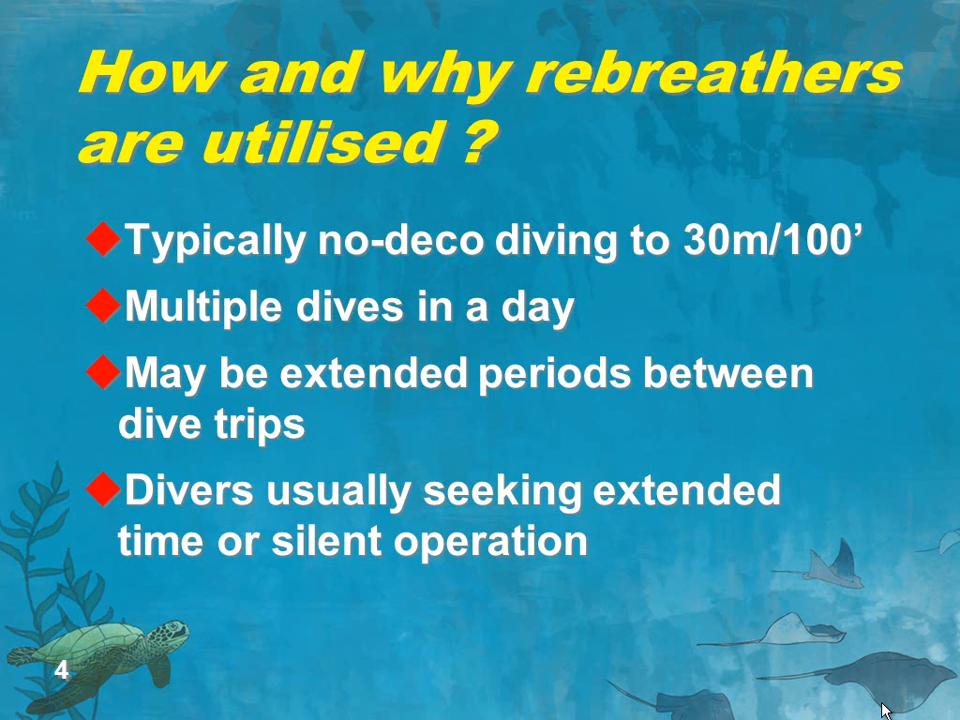 How and why rebreathers
are utilised ?
Typically no-deco diving to 30m/100’
Multiple dives in a day
May be extended periods between
dive trips
Divers usually seeking extended
time or silent operation
4